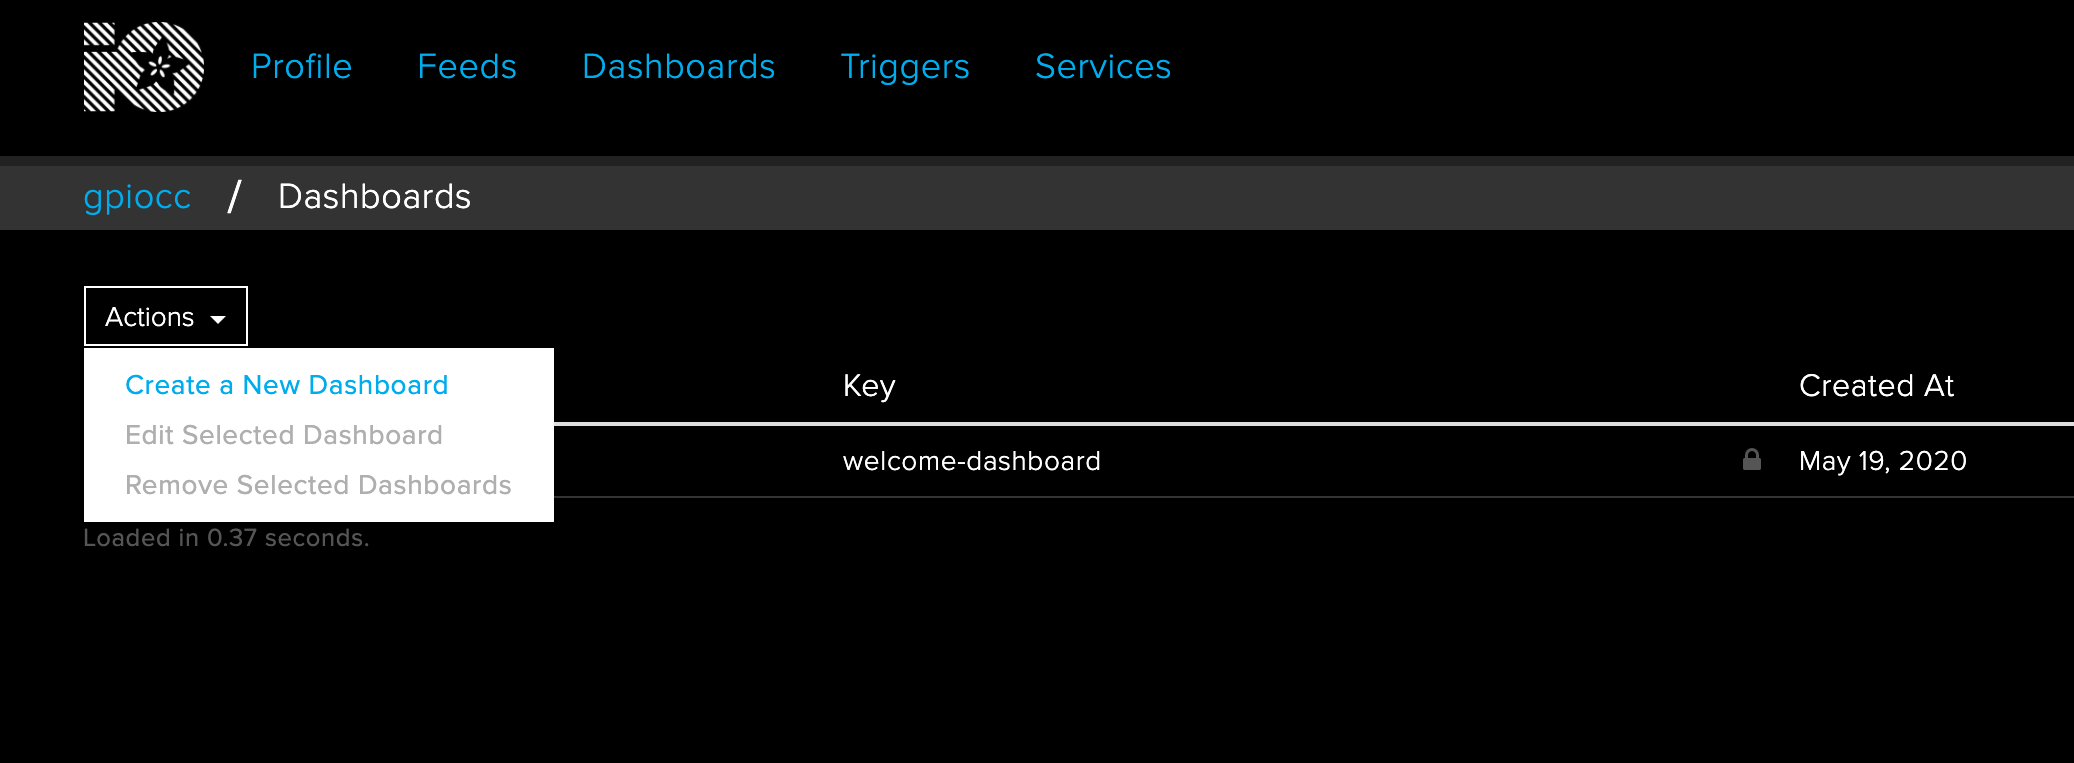 iO
Profile Feeds Dashboards Triggers Services
gpiocc / Dashboards
Actions
Create a New Dashboard
Edit Selected Dashboard
Remove Selected Dashboards
Key Created At
welcome-dashboard May 19, 2020
Loaded in 0.37 seconds.